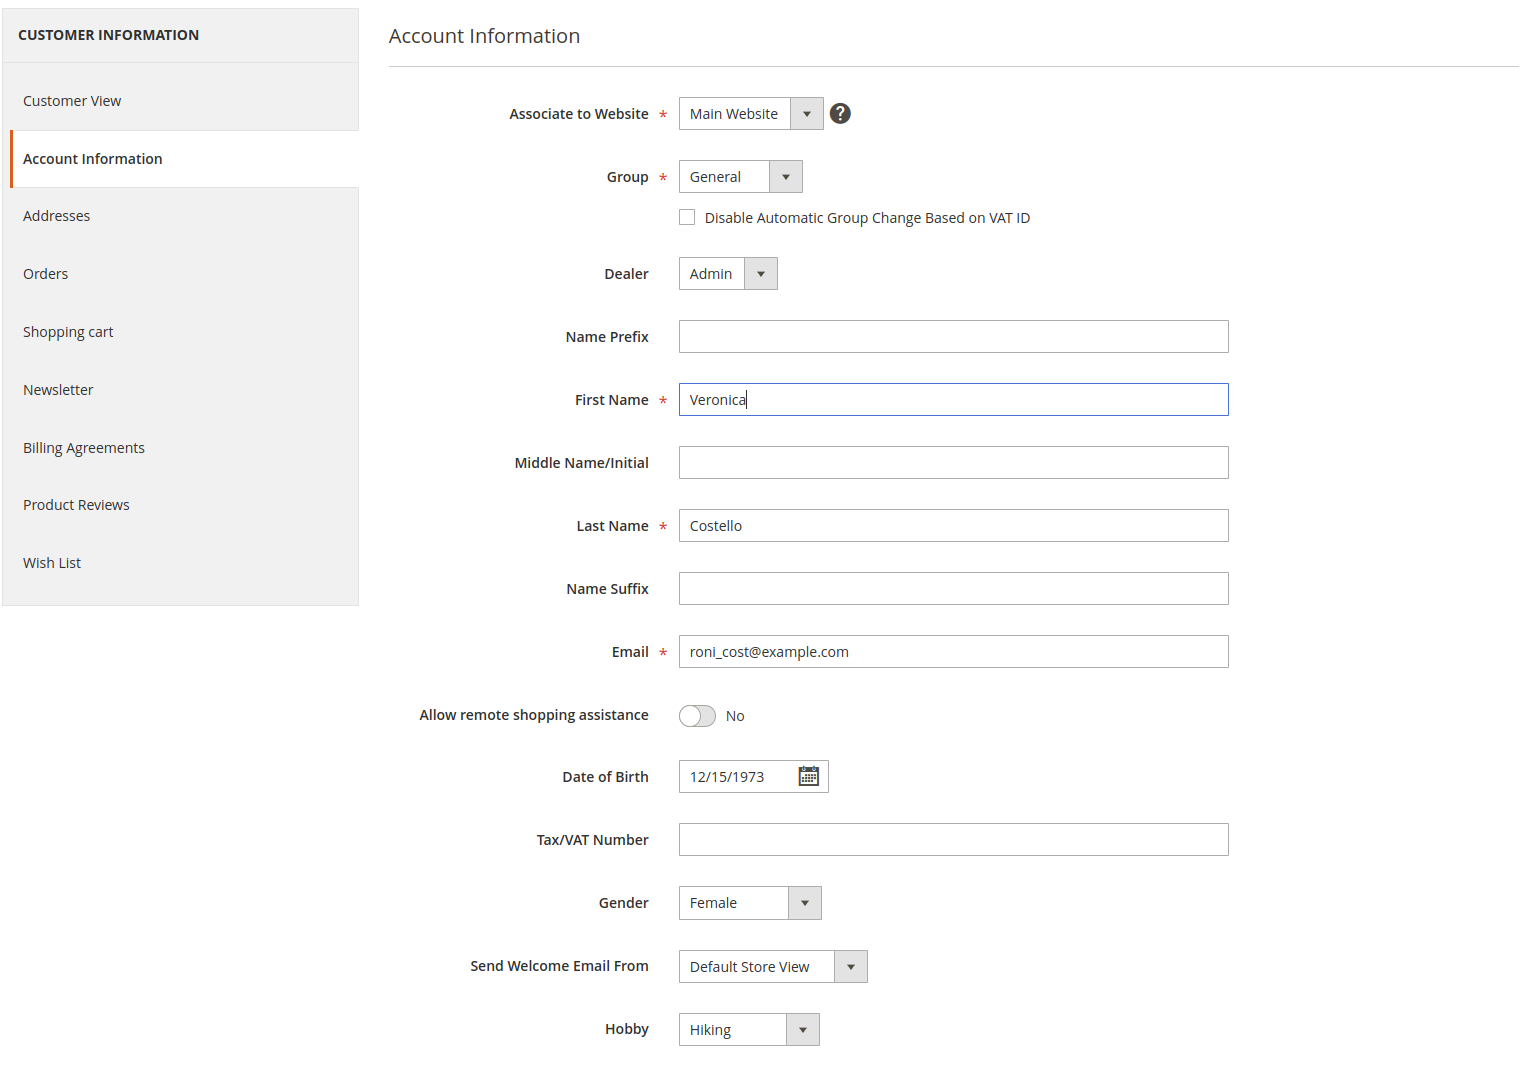 CUSTOMER INFORMATION
Customer View
Account Information
Addresses
Orders
Shopping cart
Newsletter
Billing Agreements
Product Reviews
Wish List
Account Information
Associate to Website * Main Website ?
Group * General
Disable Automatic Group Change Based on VAT ID
Dealer Admin
Name Prefix
First Name * Veronica
Middle Name/Initial
Last Name * Costello
Name Suffix
Email * roni_cost@example.com
Allow remote shopping assistance No
Date of Birth 12/15/1973
Tax/VAT Number
Gender Female
Send Welcome Email From Default Store View
Hobby Hiking